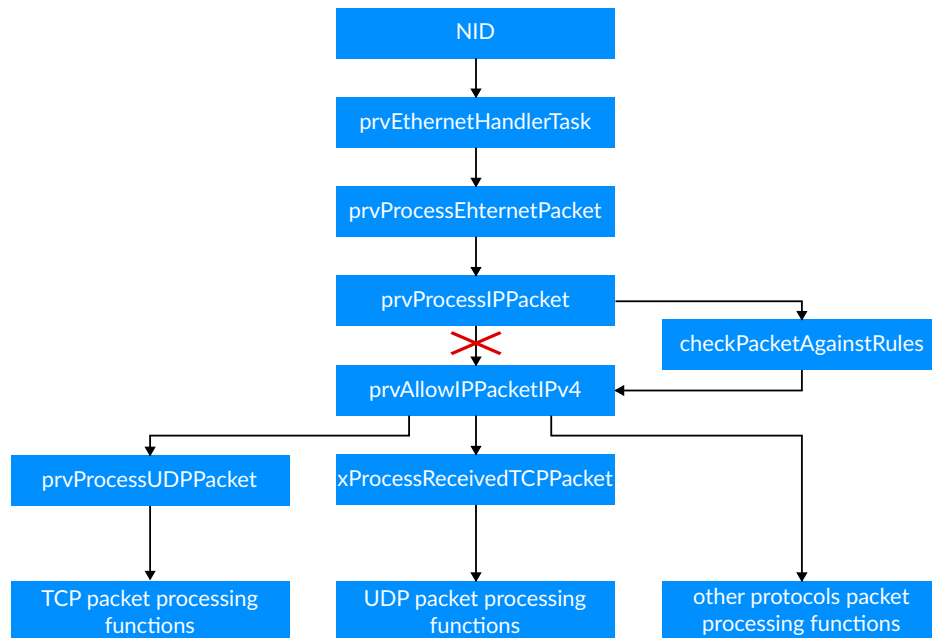 NID
prvEthernetHandlerTask
prvProcessEhternetPacket
prvProcessIPPacket
checkPacketAgainstRules
prvAllowIPPacketIPv4
prvProcessUDPPacket
xProcessReceivedTCPPacket
TCP packet processing
functions
UDP packet processing
functions
other protocols packet
processing functions